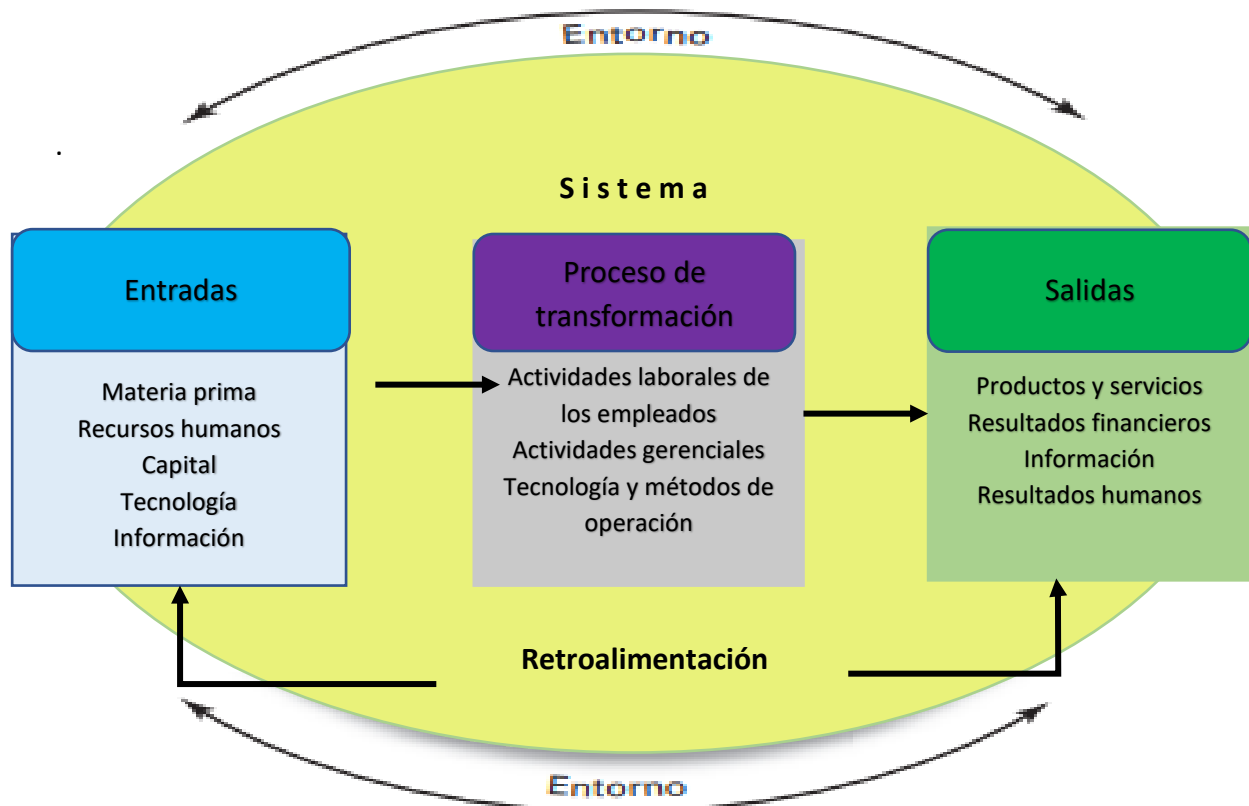 Entorno
Sistema
Entradas
Materia prima
Recursos humanos
Capital
Tecnología
Información
Proceso de
transformación
Actividades laborales de
los empleados
Actividades gerenciales
Tecnología y métodos de
operación
Salidas
Productos y servicios
Resultados financieros
Información
Resultados humanos
Retroalimentación
Entorno